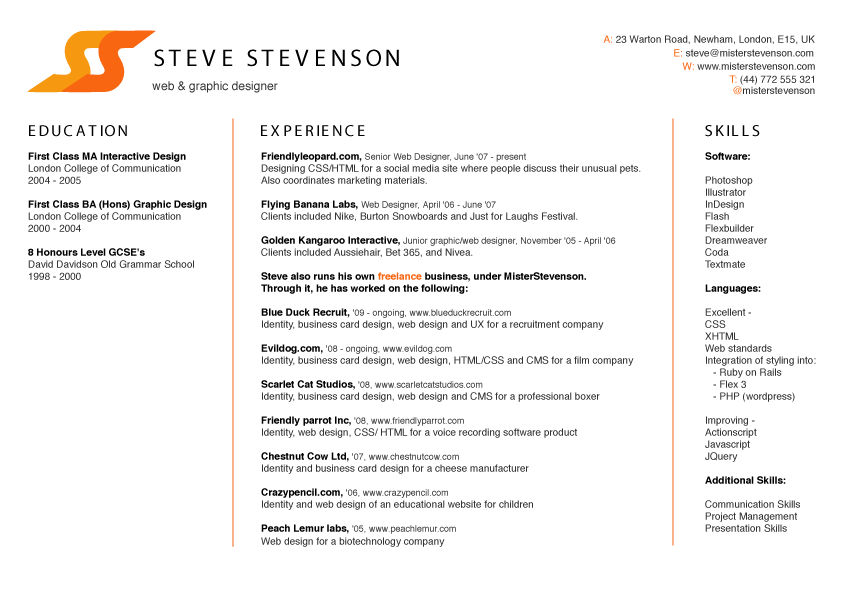 STEVE STEVENSON
web & graphic designer
A: 23 Warton Road, Newham, London, E15, UK
E: steve@misterstevenson.com
W: www.misterstevenson.com
T: (44) 772 555 321
@misterstevenson
EDUCATION
First Class MA Interactive Design
London College of Communication
2004 - 2005
First Class BA (Hons) Graphic Design
London College of Communication
2000 - 2004
8 Honours Level GCSE's
David Davidson Old Grammar School
1998 - 2000
EXPERIENCE
Friendlyleopard.com, Senior Web Designer, June '07 - present
Designing CSS/HTML for a social media site where people discuss their unusual pets.
Also coordinates marketing materials.
Flying Banana Labs, Web Designer, April '06 - June '07
Clients included Nike, Burton Snowboards and Just for Laughs Festival.
Golden Kangaroo Interactive, Junior graphic/web designer, November '05 - April '06
Clients included Aussiehair, Bet 365, and Nivea.
Steve also runs his own freelance business, under MisterStevenson.
Through it, he has worked on the following:
Blue Duck Recruit, '09 - ongoing, www.blueduckrecruit.com
Identity, business card design, web design and UX for a recruitment company
Evildog.com, '08 - ongoing, www.evildog.com
Identity, business card design, web design, HTML/CSS and CMS for a film company
Scarlet Cat Studios, '08, www.scarletcatstudios.com
Identity, business card design, web design and CMS for a professional boxer
Friendly parrot Inc, '08, www.friendlyparrot.com
Identity, web design, CSS/ HTML for a voice recording software product
Chestnut Cow Ltd, '07, www.chestnutcow.com
Identity and business card design for a cheese manufacturer
Crazypencil.com, '06, www.crazypencil.com
Identity and web design of an educational website for children
Peach Lemur labs, '05, www.peachlemur.com
Web design for a biotechnology company
SKILLS
Software:
Photoshop
Illustrator
InDesign
Flash
Flexbuilder
Dreamweaver
Coda
Textmate
Languages:
Excellent -
CSS
XHTML
Web standards
Integration of styling into:
- Ruby on Rails
- Flex 3
- PHP (wordpress)
Improving -
Actionscript
Javascript
JQuery
Additional Skills:
Communication Skills
Project Management
Presentation Skills